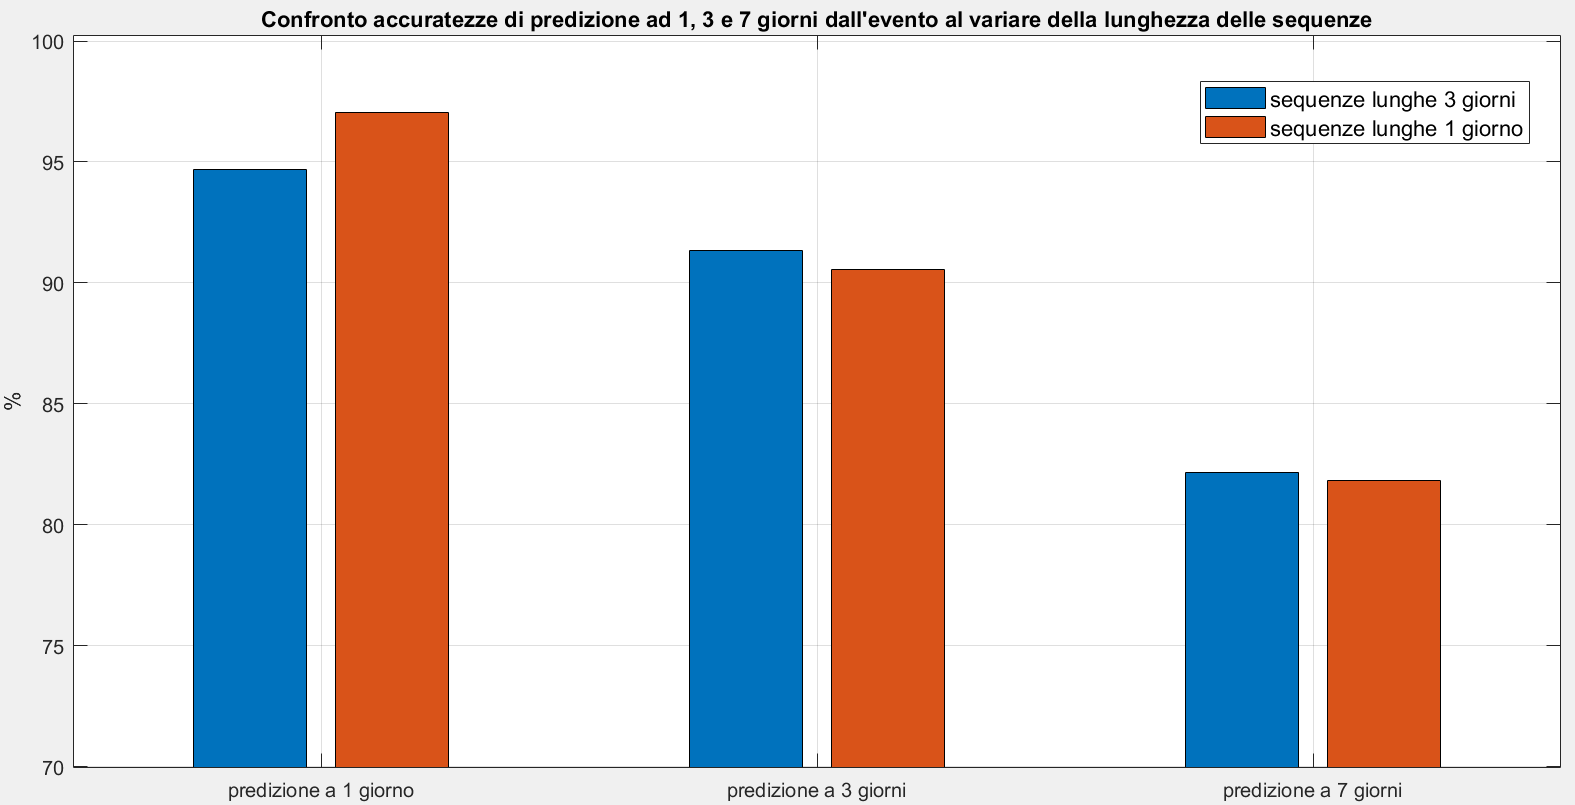 Confronto accuratezze di predizione ad 1, 3 e 7 giorni dall'evento al variare della lunghezza delle sequenze
100
sequenze lunghe 3 giorni
sequenze lunghe 1 giorno
95
90
%
85
80
75
70
predizione a 1 giorno
predizione a 3 giorni
predizione a 7 giorni